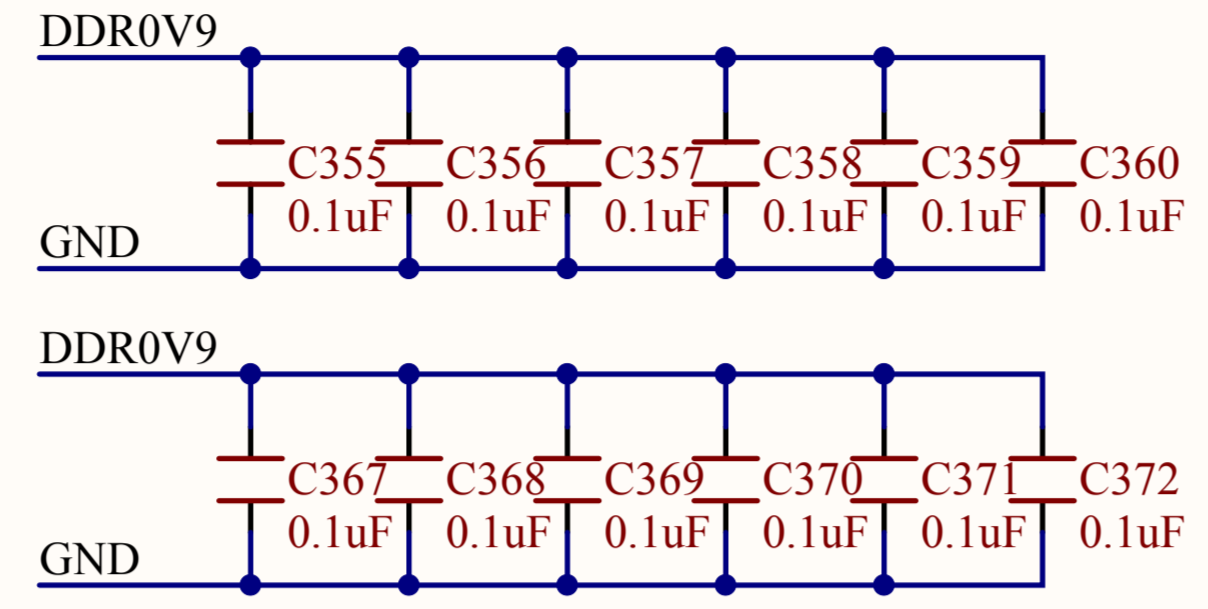 DDR0V9
C355 C356 C357 C358 C359 C360
0.1uF 0.1uF 0.1uF 0.1uF 0.1uF 0.1uF
GND
DDR0V9
C367 C368 C369 C370 C371 C372
0.1uF 0.1uF 0.1uF 0.1uF 0.1uF 0.1uF
GND